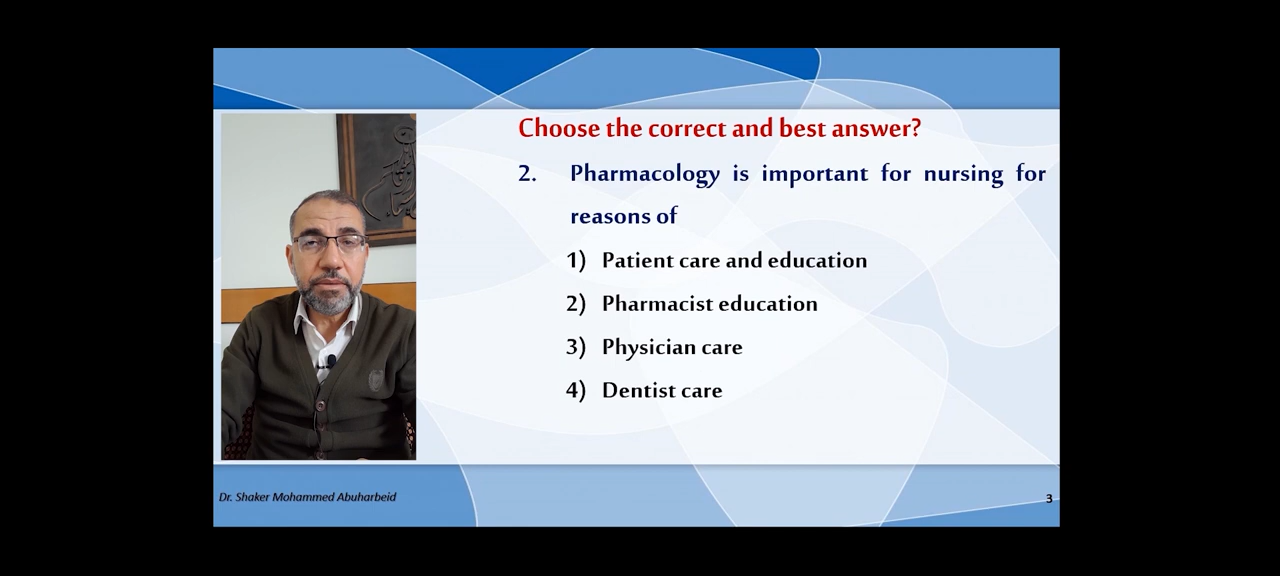 Choose the correct and best answer?
2. Pharmacology is important for nursing for
reasons of
1) Patient care and education
2) Pharmacist education
3) Physician care
4) Dentist care
Dr. Shaker Mohammed Abuharbeid
3